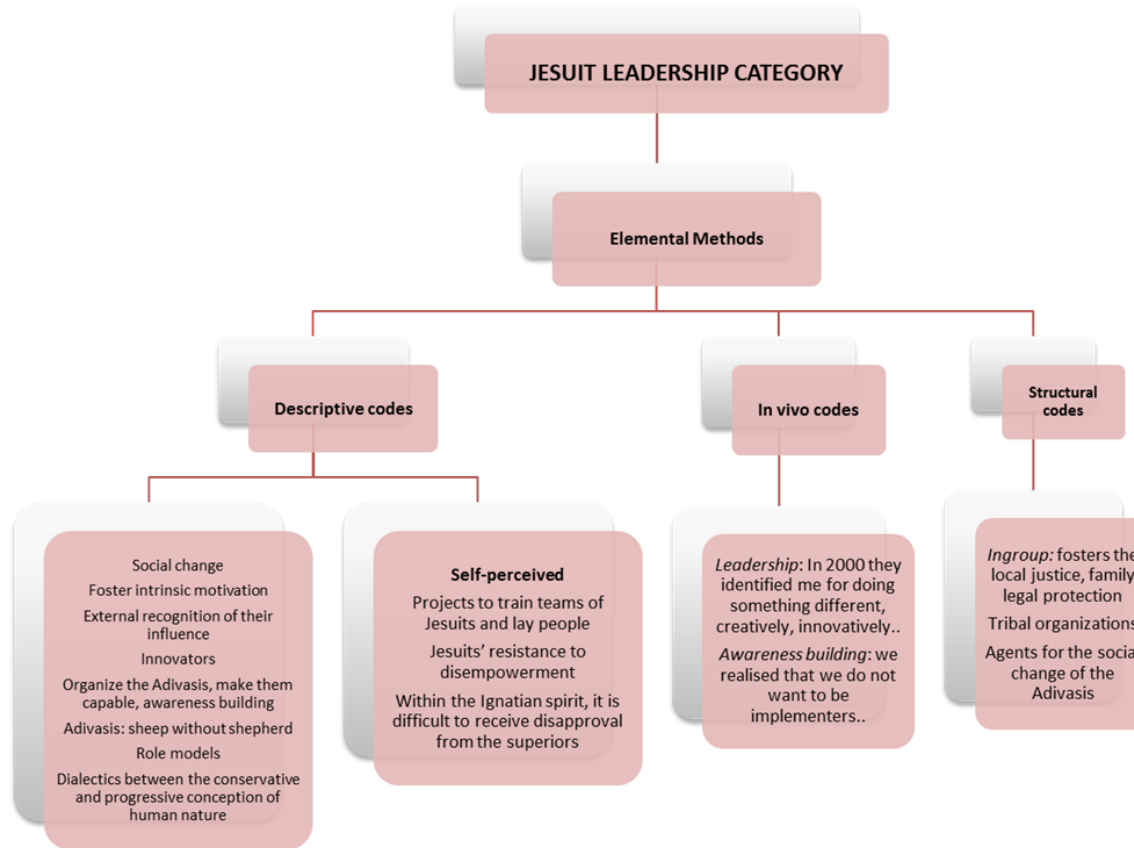 JESUIT LEADERSHIP CATEGORY
Elemental Methods
Descriptive codes
In vivo codes
Structural
codes
Social change
Foster intrinsic motivation
External recognition of their
influence
Innovators
Organize the Adivasis, make them
capable, awareness building
Adivasis: sheep without shepherd
Role models
Dialectics between the conservative
and progressive conception of
human nature
Self-perceived
Projects to train teams of
Jesuits and lay people
Jesuits' resistance to
disempowerment
Within the Ignatian spirit, it is
difficult to receive disapproval
from the superiors
Leadership: In 2000 they
identified me for doing
something different,
creatively, innovatively..
Awareness building: we
realised that we do not
want to be
implementers..
Ingroup: fosters the
local justice, family
legal protection
Tribal organizations
Agents for the social
change of the
Adivasis